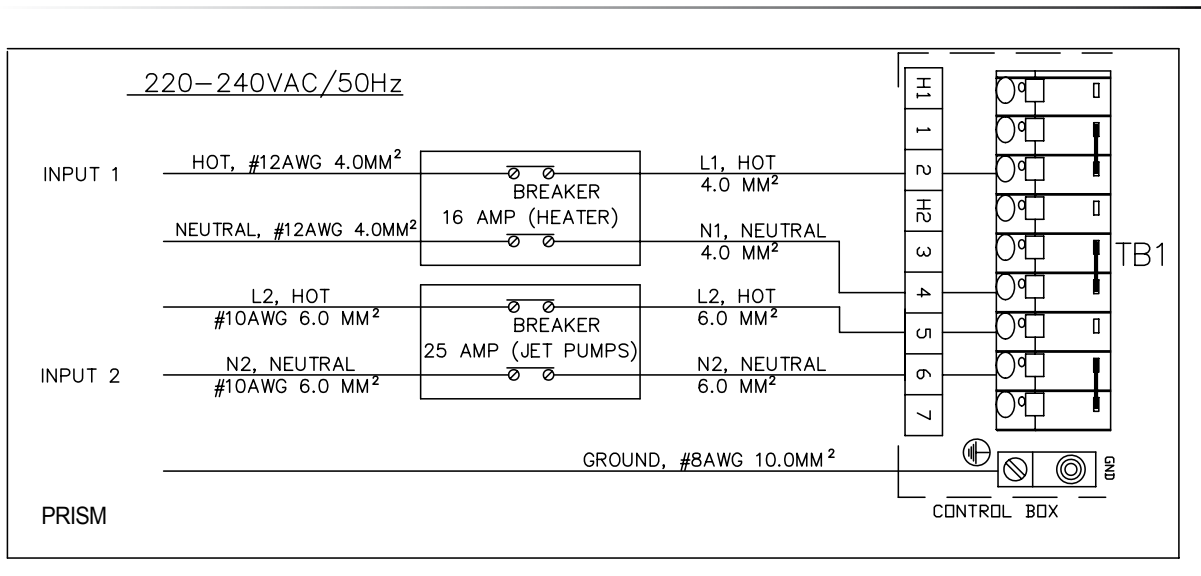 220-240VAC/50Hz
INPUT 1
HOT, #12AWG 4.0MM²
L1, HOT
4.0 MM²
BREAKER
16 AMP (HEATER)
NEUTRAL, #12AWG 4.0MM²
N1, NEUTRAL
4.0 MM²
L2, HOT
#10AWG 6.0 MM²
BREAKER
25 AMP (JET PUMPS)
L2, HOT
6.0 MM²
INPUT 2
N2, NEUTRAL
#10AWG 6.0 MM²
N2, NEUTRAL
6.0 MM²
GROUND, #8AWG 10.0MM²
H1
1
2
H2
3
4
5
6
7
TB1
GND
CONTROL BOX
PRISM